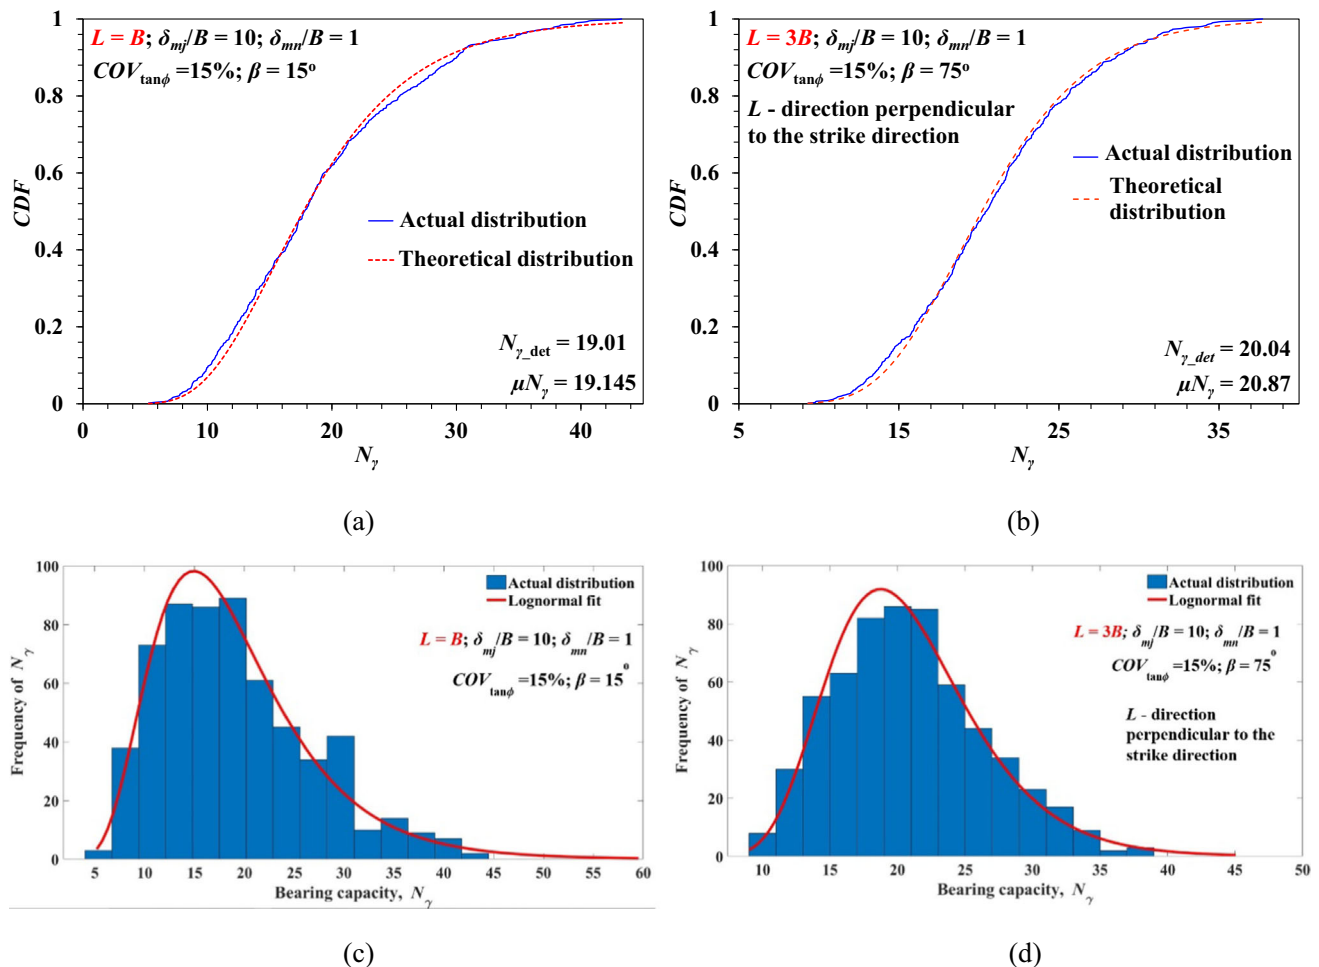 L = B; δmj/B = 10; δmn/B = 1
COVtanϕ =15%; β = 15º
1
0.8
0.6
0.4
0.2
0
CDF
Actual distribution
Theoretical distribution
Nγ_det = 19.01
μNγ = 19.145
0 10 20 30 40
Nγ
(a)
L = 3B; δmj/B = 10; δmn/B = 1
COVtanϕ =15%; β = 75º
L - direction perpendicular
to the strike direction
1
0.8
0.6
0.4
0.2
0
CDF
Actual distribution
Theoretical
distribution
Nγ_det = 20.04
μNγ = 20.87
5 15 25 35
Nγ
(b)
100
80
60
40
20
0
Frequency of Nγ
Actual distribution
Lognormal fit
L = B; δmj/B = 10; δmn/B = 1
COVtanϕ =15%; β = 15º
5 10 15 20 25 30 35 40 45 50 55 60
Bearing capacity, Nγ
(c)
100
80
60
40
20
0
Frequency of Nγ
Actual distribution
Lognormal fit
L = 3B; δmj/B = 10; δmn/B = 1
COVtanϕ =15%; β = 75º
L - direction
perpendicular to the
strike direction
10 15 20 25 30 35 40 45 50
Bearing capacity, Nγ
(d)